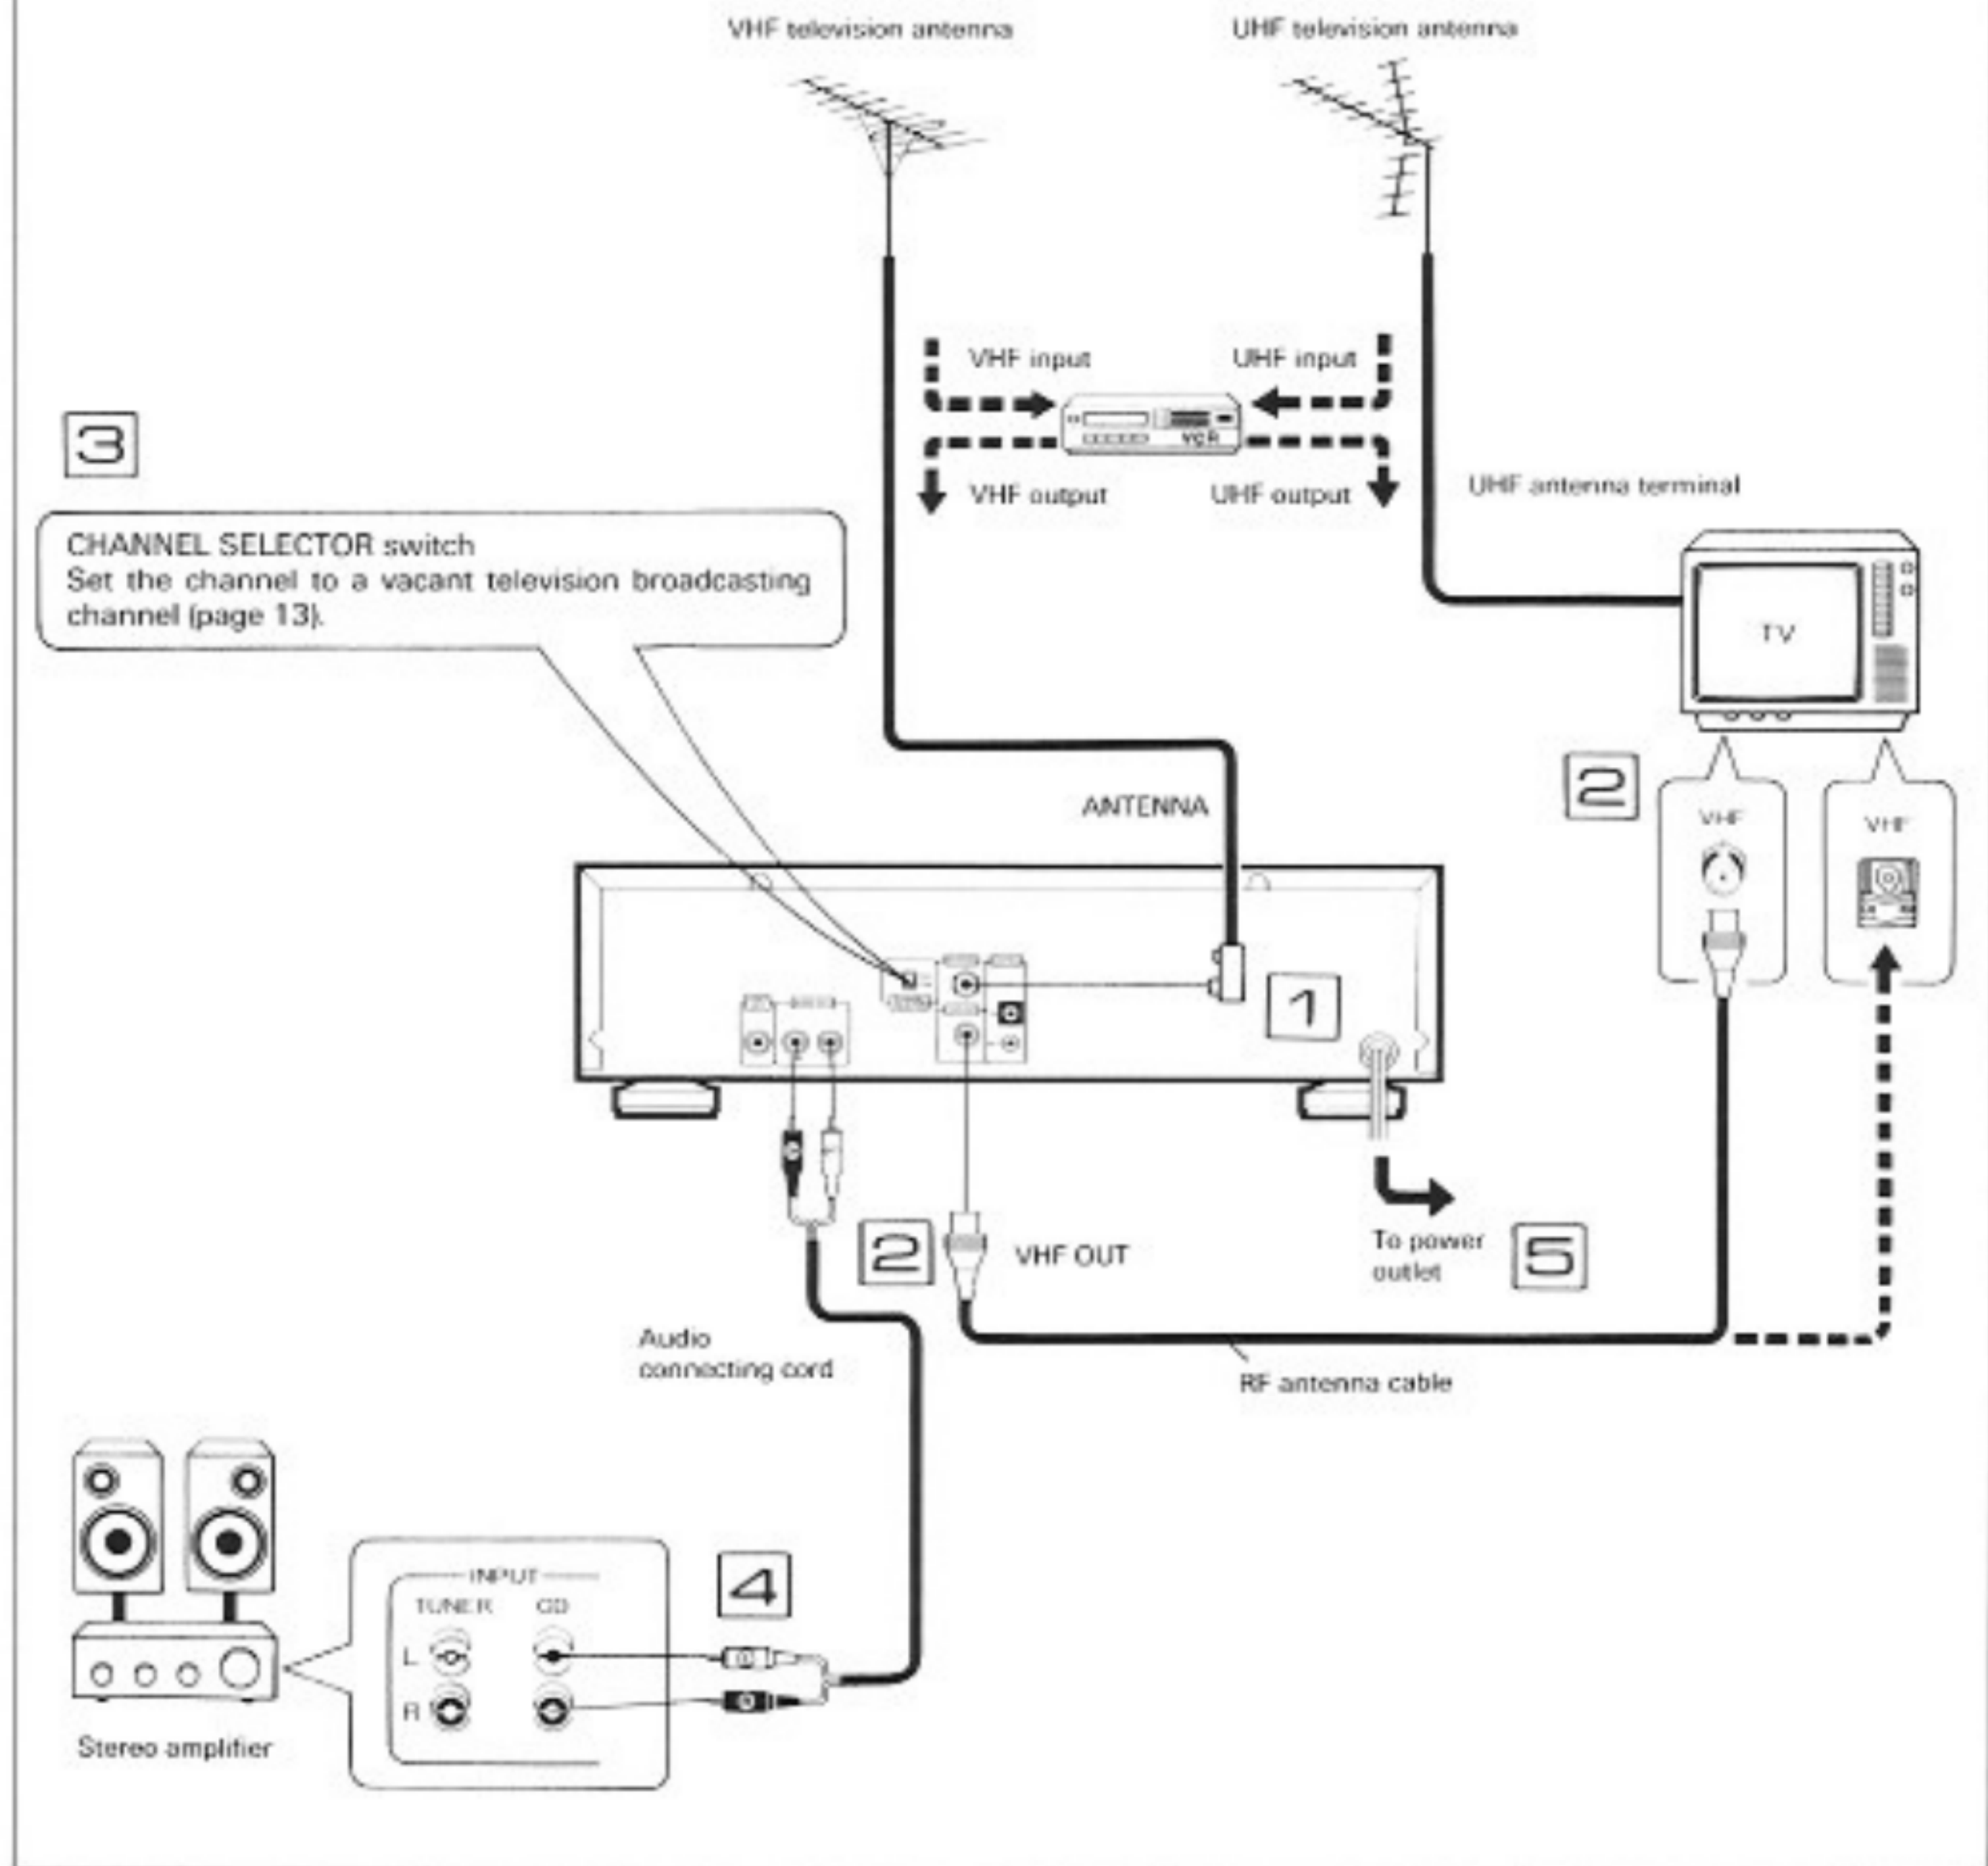 VHF television antenna
UHF television antenna
VHF input
UHF input
VCR
VHF output
UHF output
UHF antenna terminal
3
CHANNEL SELECTOR switch
Set the channel to a vacant television broadcasting
channel (page 13).
TV
2
VHF
VHF
ANTENNA
1
2
VHF OUT
To power
outlet
5
Audio
connecting cord
RF antenna cable
4
INPUT
TUNER CD
L
R
Stereo amplifier